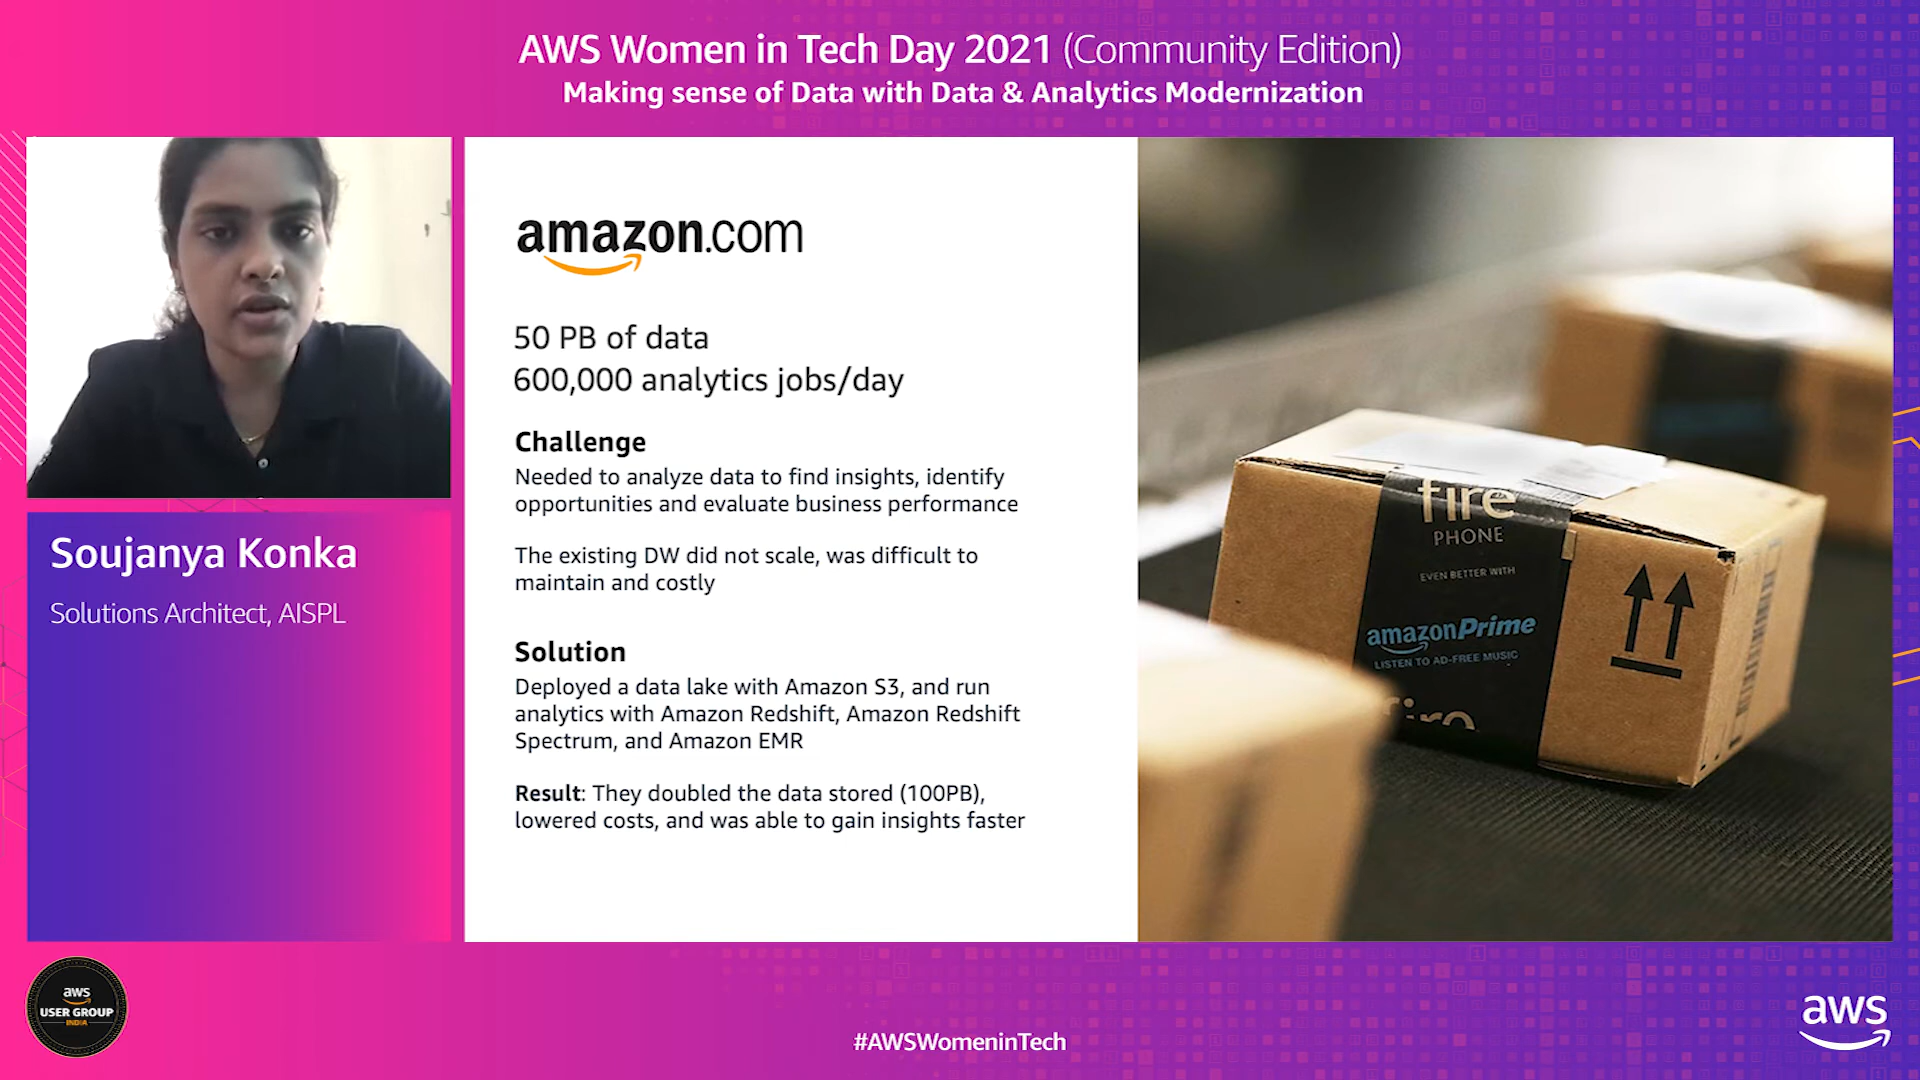 AWS Women in Tech Day 2021 (Community Edition)
Making sense of Data with Data & Analytics Modernization
Soujanya Konka
Solutions Architect, AISPL
amazon.com
50 PB of data
600,000 analytics jobs/day
Challenge
Needed to analyze data to find insights, identify
opportunities and evaluate business performance
The existing DW did not scale, was difficult to
maintain and costly
Solution
Deployed a data lake with Amazon S3, and run
analytics with Amazon Redshift, Amazon Redshift
Spectrum, and Amazon EMR
Result: They doubled the data stored (100PB),
lowered costs, and was able to gain insights faster
fire
PHONE
EVEN BETTER WITH
amazonPrime
LISTEN TO AD-FREE MUSIC
fire
aws
USER GROUP
INDIA
#AWSWomeninTech
aws